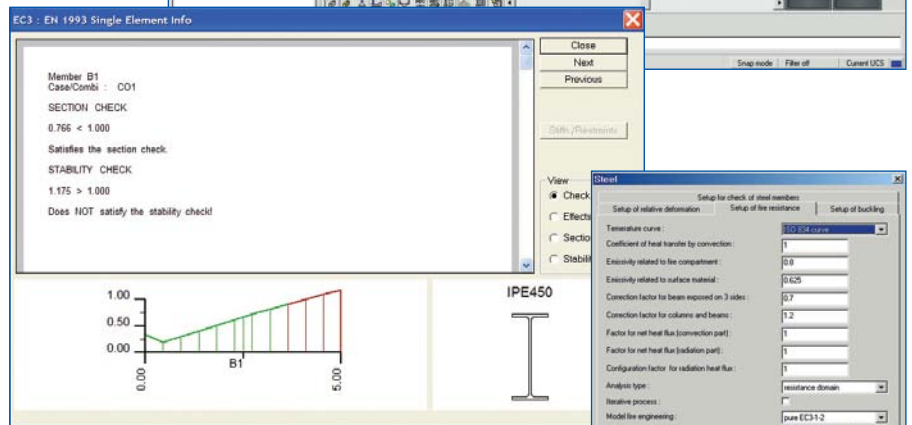 EC3 : EN 1993 Single Element Info
Member B1
Case/Combi : CO1
SECTION CHECK
0.766 < 1.000
Satisfies the section check.
STABILITY CHECK
1.175 > 1.000
Does NOT satisfy the stability check!
Close
Next
Previous
Stiffn./Restraints
View
Check
Effects
Sectio
Stabili
Snap mode
Filter off
Current UCS
1.00
0.50
0.00
B1
0.00
5.00
IPE450
Steel
Setup for check of steel members
Setup of relative deformation
Setup of fire resistance
Setup of buckling
Temerature curve :
ISO 834 curve
Coefficient of heat transfer by convection :
1
Emissivity related to fire compartment :
0.8
Emissivity related to surface material :
0.625
Correction factor for beam exposed on 3 sides :
0.7
Correction factor for columns and beams :
1.2
Factor for net heat flux (convection part) :
1
Factor for net heat flux (radiation part) :
1
Configuration factor for radiation heat flux :
1
Analysis type :
resistance domain
Iterative process :
Model fire engineering :
pure EC3-1-2